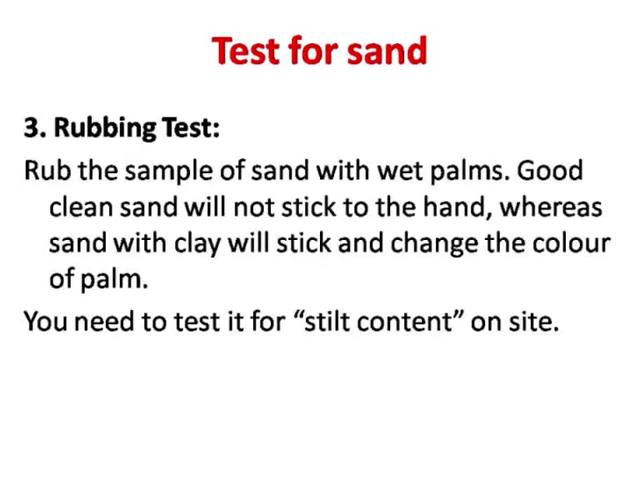 Test for sand
3. Rubbing Test:
Rub the sample of sand with wet palms. Good
clean sand will not stick to the hand, whereas
sand with clay will stick and change the colour
of palm.
You need to test it for “stilt content” on site.